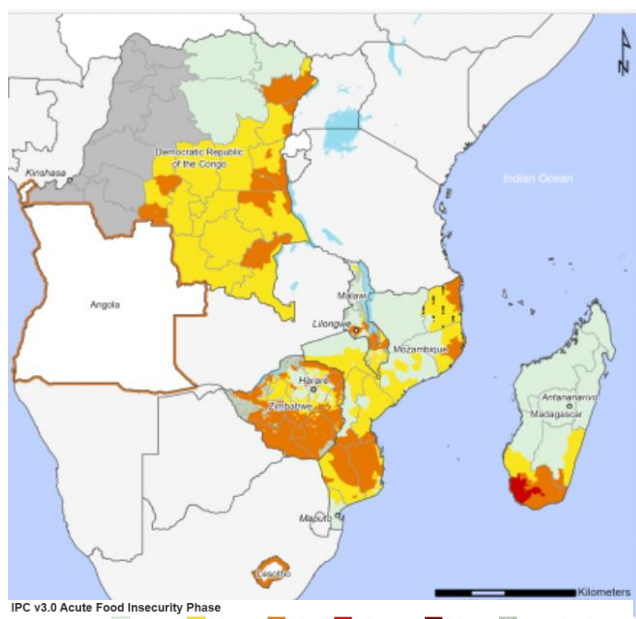 N
Democratic Republic
of the Congo
Kinshasa
Indian Ocean
Angola
Malawi
Lilongwe
Mozambique
Harare
Zimbabwe
Antananarivo
Madagascar
Maputo
Lesotho
Kilometers
IPC v3.0 Acute Food Insecurity Phase